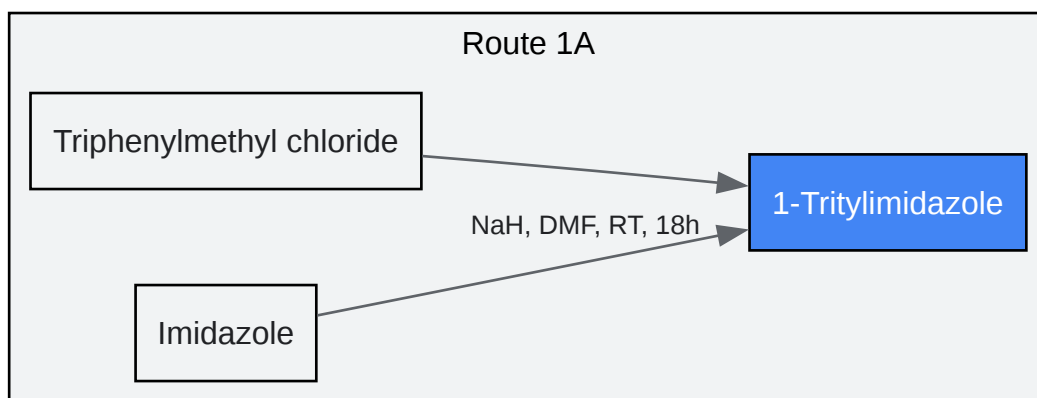 Route 1A
Triphenylmethyl chloride
1-Tritylimidazole
NaH, DMF, RT, 18h
Imidazole